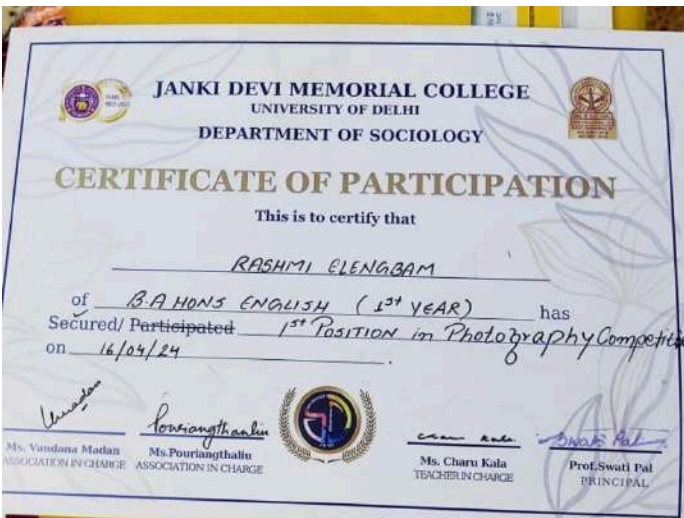 JANKI DEVI MEMORIAL COLLEGE
UNIVERSITY OF DELHI
DEPARTMENT OF SOCIOLOGY
CERTIFICATE OF PARTICIPATION
This is to certify that
RASHMI ELENGBAM
of B.A HONS ENGLISH (1st YEAR) has
Secured/ Participated 1st POSITION in Photography Competiti
on 16/04/24 .
Pouriangthanliu
Charu Kala
Swati Pal
Ms. Vandana Madan
Ms.Pouriangthaliu
Ms. Charu Kala
Prof.Swati Pal
ASSOCIATION IN CHARGE
ASSOCIATION IN CHARGE
TEACHER IN CHARGE
PRINCIPAL